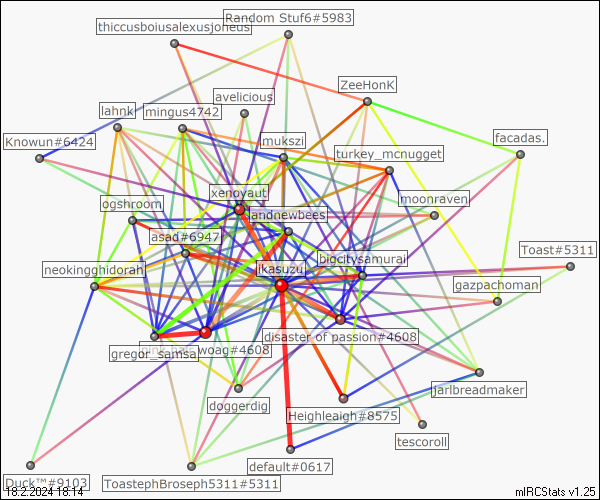 Random Stuf6#5983
thiccusboiusalexusjoneus
ZeeHonK
avelicious
lahnk
mingus4742
Knowun#6424
mukszi
facadas.
turkey_mcnugget
xenoyaut
moonraven
ogshroom
landnewbees
asad#6947
Toast#5311
bigcitysamurai
neokingghidorah
ikasuzu
gazpachoman
disaster of passion#4608
woag#4608
gregor_samsa
jarlbreadmaker
doggerdig
Heighleaigh#8575
tescoroll
default#0617
Duck™#9103
ToastephBroseph5311#5311
18.2.2024 18:14
mIRCStats v1.25